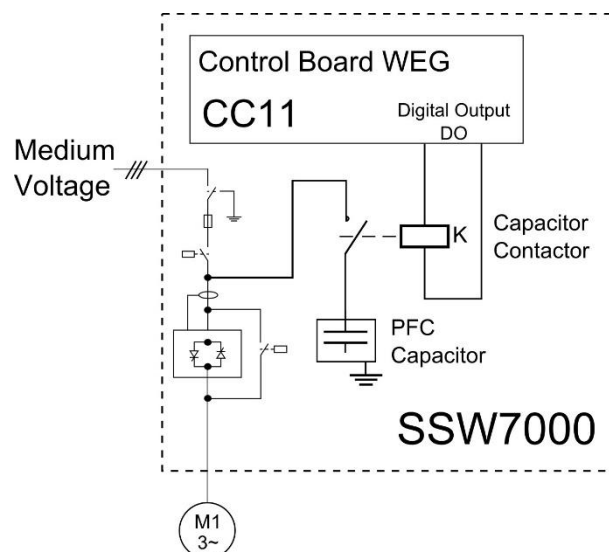 Control Board WEG
CC11
Digital Output
DO
Medium
Voltage
K
Capacitor
Contactor
PFC
Capacitor
SSW7000
M1
3~